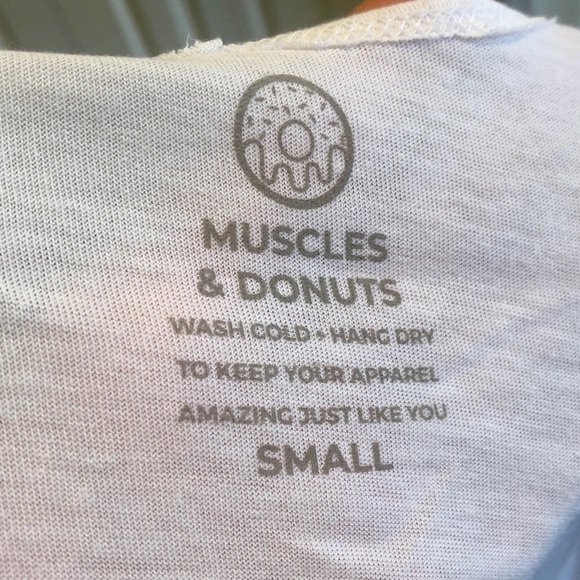 MUSCLES
& DONUTS
WASH COLD + HANG DRY
TO KEEP YOUR APPAREL
AMAZING JUST LIKE YOU
SMALL